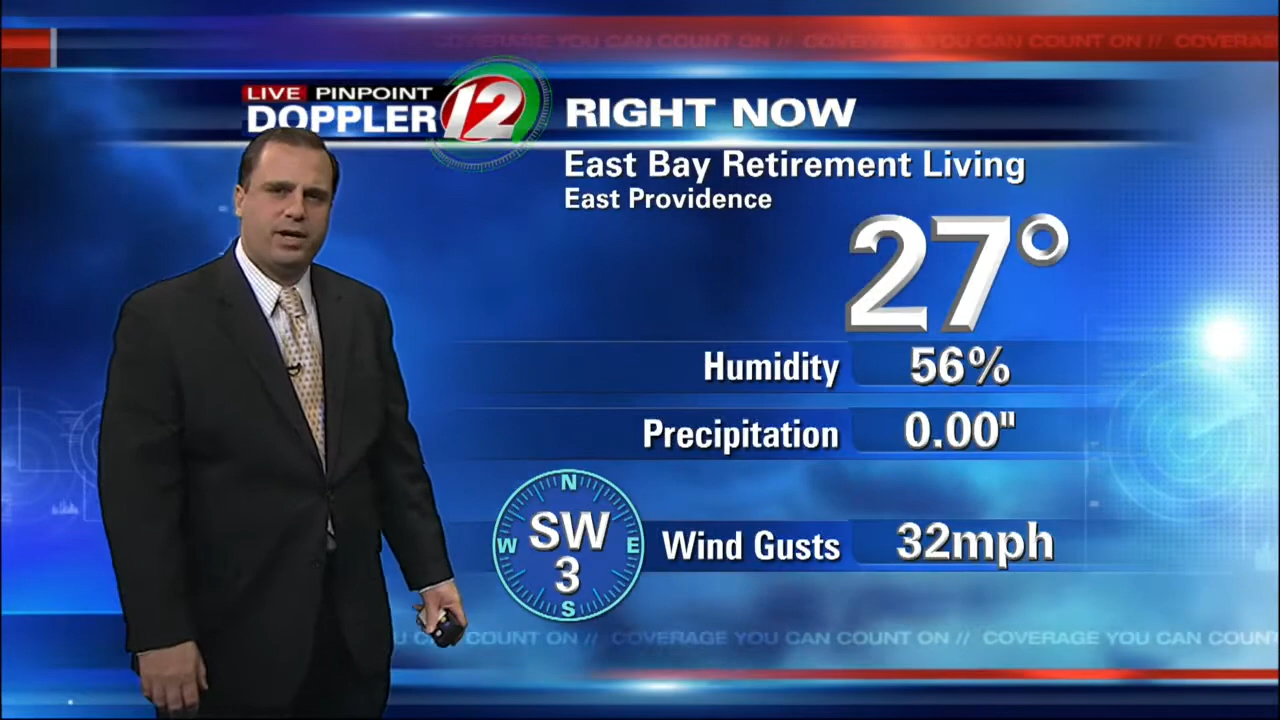 COVERAGE YOU CAN COUNT ON // COVERAGE YOU CAN COUNT ON // COVERAGE
LIVE PINPOINT
DOPPLER 12
RIGHT NOW
East Bay Retirement Living
East Providence
27°
Humidity 56%
Precipitation 0.00"
N
W SW E
3
S
Wind Gusts 32mph
U COUNT ON // COVERAGE YOU CAN COUNT ON // COVERAGE YOU CAN COUNT